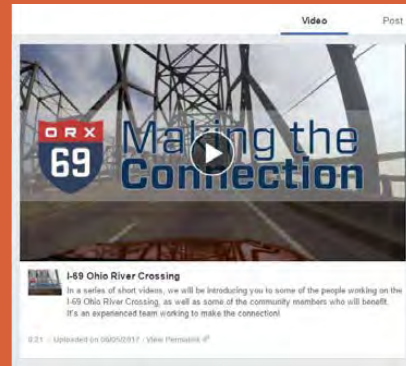 Video Post
ORX
69
Making the
Connection
I-69 Ohio River Crossing
In a series of short videos, we will be introducing you to some of the people working on the
I-69 Ohio River Crossing, as well as some of the community members who will benefit.
It's an experienced team working to make the connection!
0:21 · Uploaded on 06/05/2017 · View Permalink